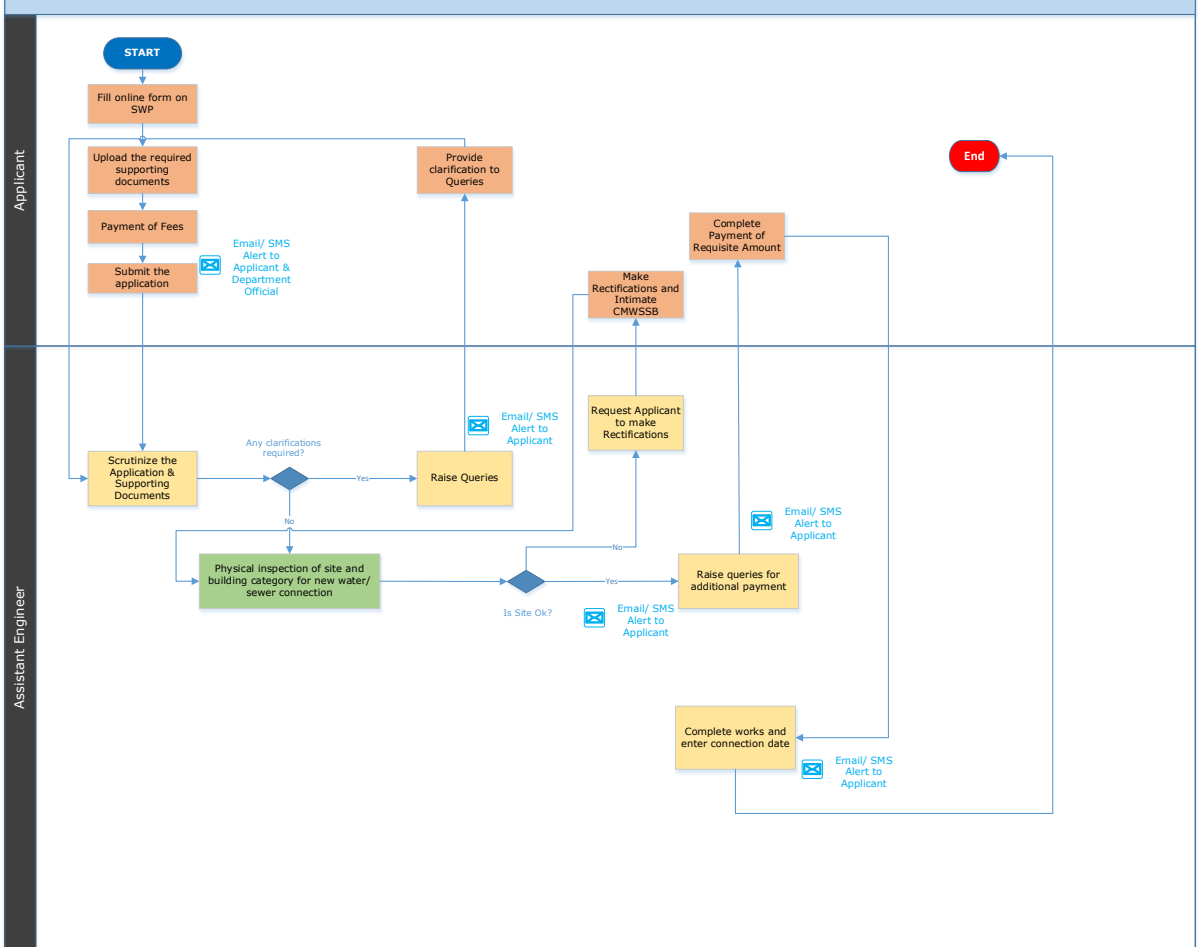 Applicant
START
Fill online form on
SWP
Upload the required
supporting
documents
Payment of Fees
Submit the
application
Email/ SMS
Alert to
Applicant &
Department
Official
Provide
clarification to
Queries
End
Complete
Payment of
Requisite Amount
Make
Rectifications and
Intimate
CMWSSB
Assistant Engineer
Request Applicant
to make
Rectifications
Email/ SMS
Alert to
Applicant
Any clarifications
required?
Scrutinize the
Application &
Supporting
Documents
Yes
Raise Queries
No
Email/ SMS
Alert to
Applicant
No
Physical inspection of site and
building category for new water/
sewer connection
Yes
Raise queries for
additional payment
Is Site Ok?
Email/ SMS
Alert to
Applicant
Complete works and
enter connection date
Email/ SMS
Alert to
Applicant